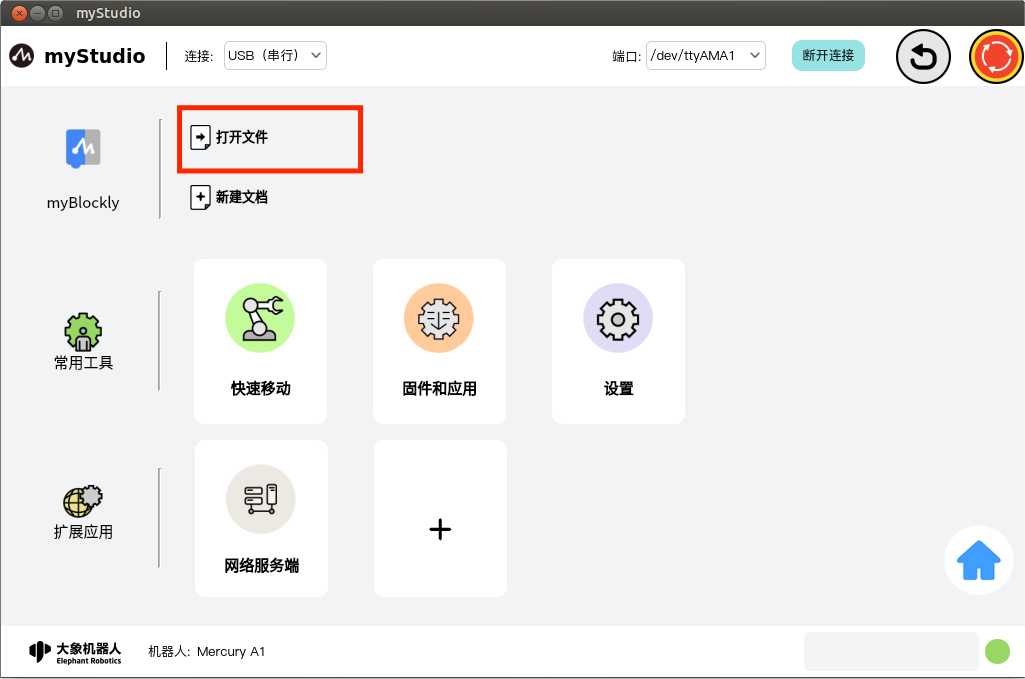 myStudio
myStudio 连接: USB（串行） 端口: /dev/ttyAMA1 断开连接
打开文件
新建文档
myBlockly
常用工具
快速移动 固件和应用 设置
扩展应用
网络服务端
大象机器人
Elephant Robotics
机器人: Mercury A1